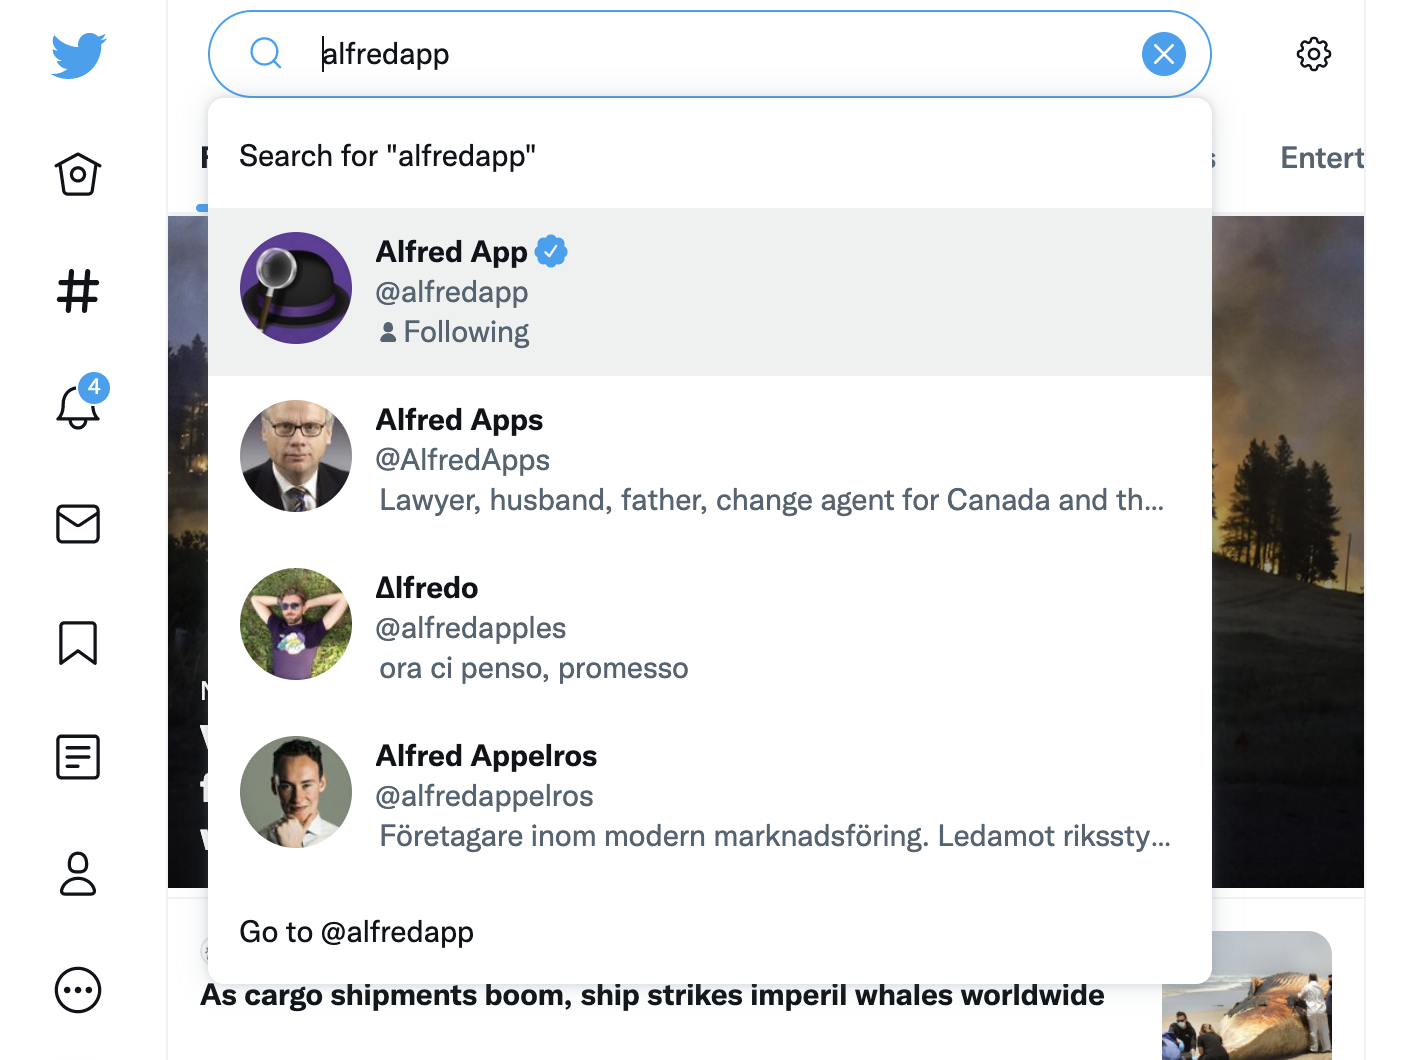 alfredapp
Search for "alfredapp"
Entert
Alfred App
@alfredapp
Following
4
Alfred Apps
@AlfredApps
Lawyer, husband, father, change agent for Canada and th...
Δlfredo
@alfredapples
ora ci penso, promesso
Alfred Appelros
@alfredappelros
Företagare inom modern marknadsföring. Ledamot rikssty...
Go to @alfredapp
As cargo shipments boom, ship strikes imperil whales worldwide